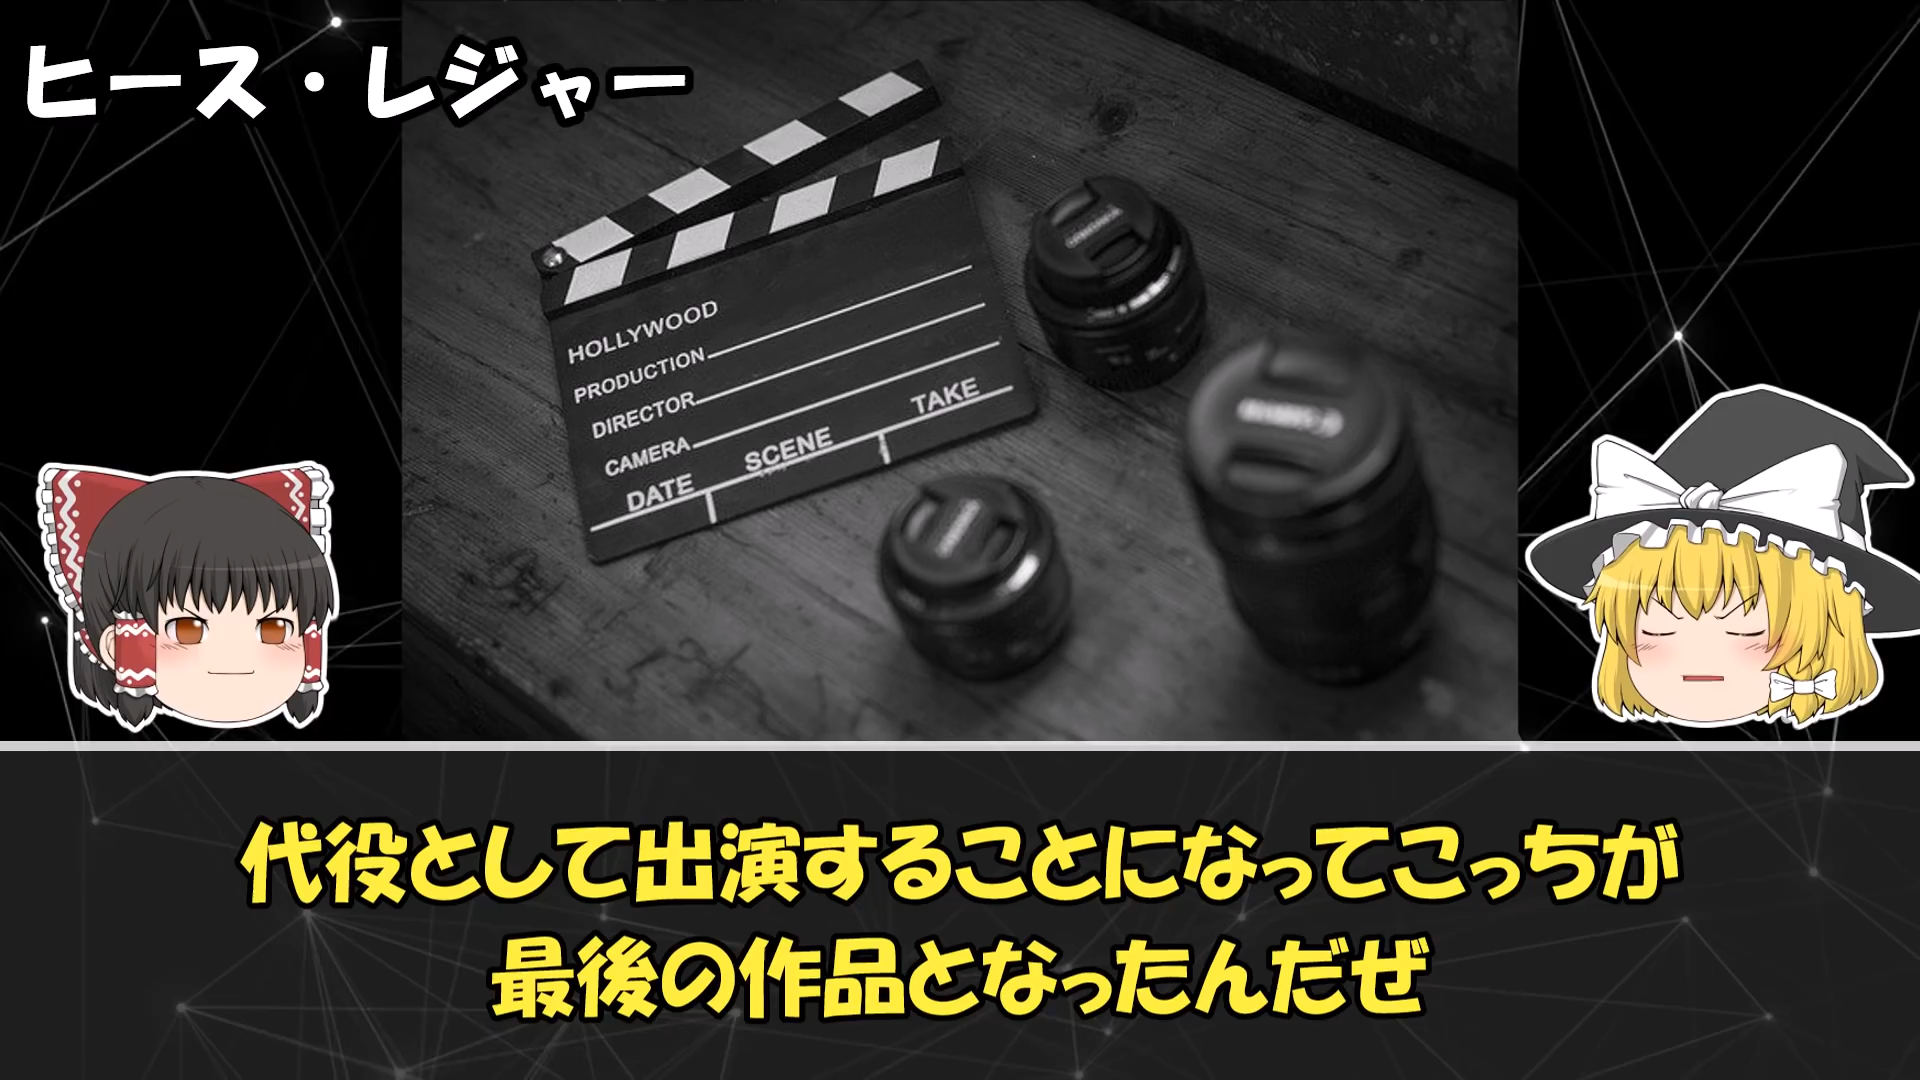 ヒース・レジャー
HOLLYWOOD
PRODUCTION
DIRECTOR
CAMERA
DATE
SCENE
TAKE
代役として出演することになってこっちが
最後の作品となったんだぜ